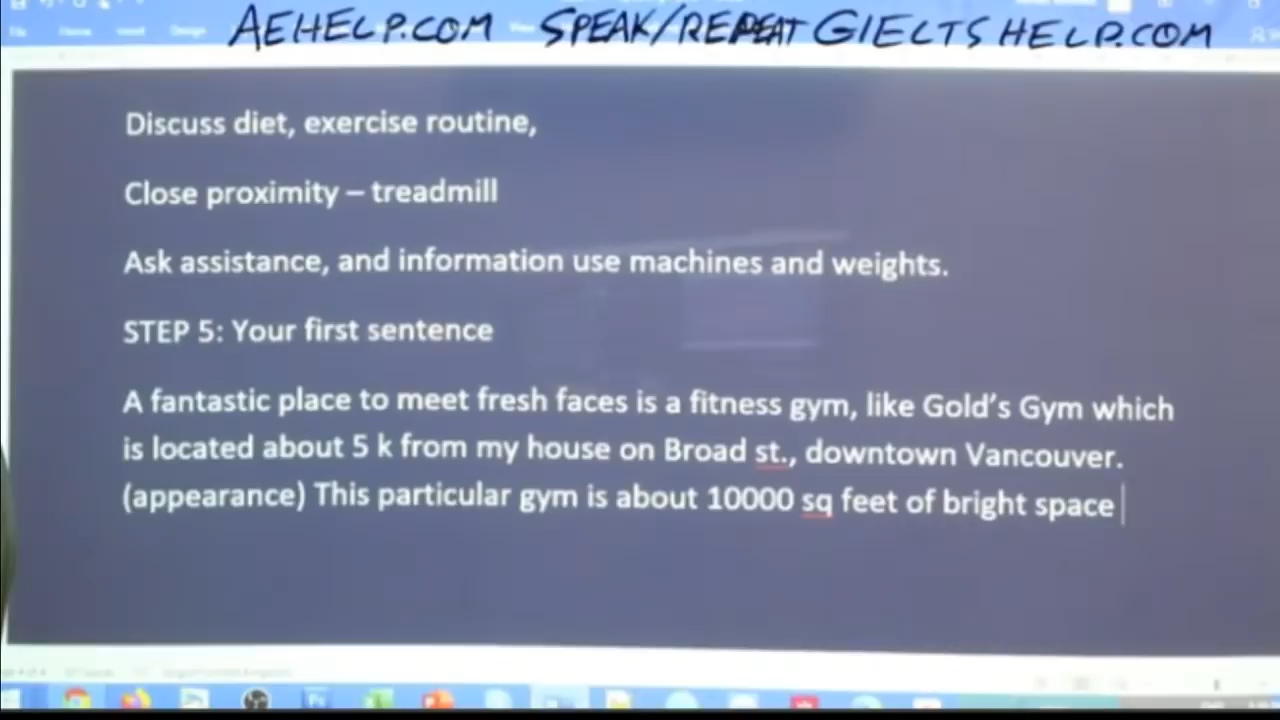 AEHELP.COM SPEAK/REPEAT GIELTSHELP.COM
Discuss diet, exercise routine,
Close proximity – treadmill
Ask assistance, and information use machines and weights.
STEP 5: Your first sentence
A fantastic place to meet fresh faces is a fitness gym, like Gold’s Gym which
is located about 5 k from my house on Broad st., downtown Vancouver.
(appearance) This particular gym is about 10000 sq feet of bright space